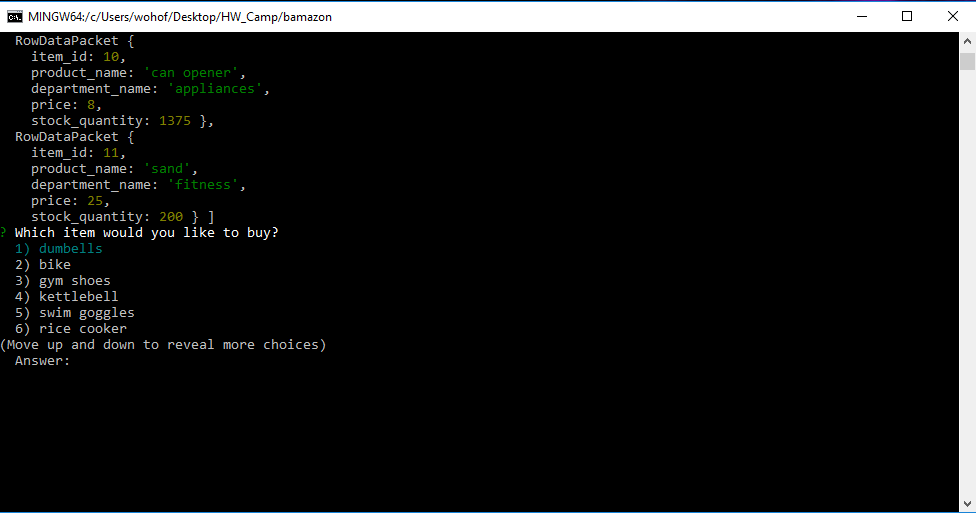 MINGW64:/c/Users/wohof/Desktop/HW_Camp/bamazon
RowDataPacket {
item_id: 10,
product_name: 'can opener',
department_name: 'appliances',
price: 8,
stock_quantity: 1375 },
RowDataPacket {
item_id: 11,
product_name: 'sand',
department_name: 'fitness',
price: 25,
stock_quantity: 200 } ]
? Which item would you like to buy?
1) dumbells
2) bike
3) gym shoes
4) kettlebell
5) swim goggles
6) rice cooker
(Move up and down to reveal more choices)
Answer: